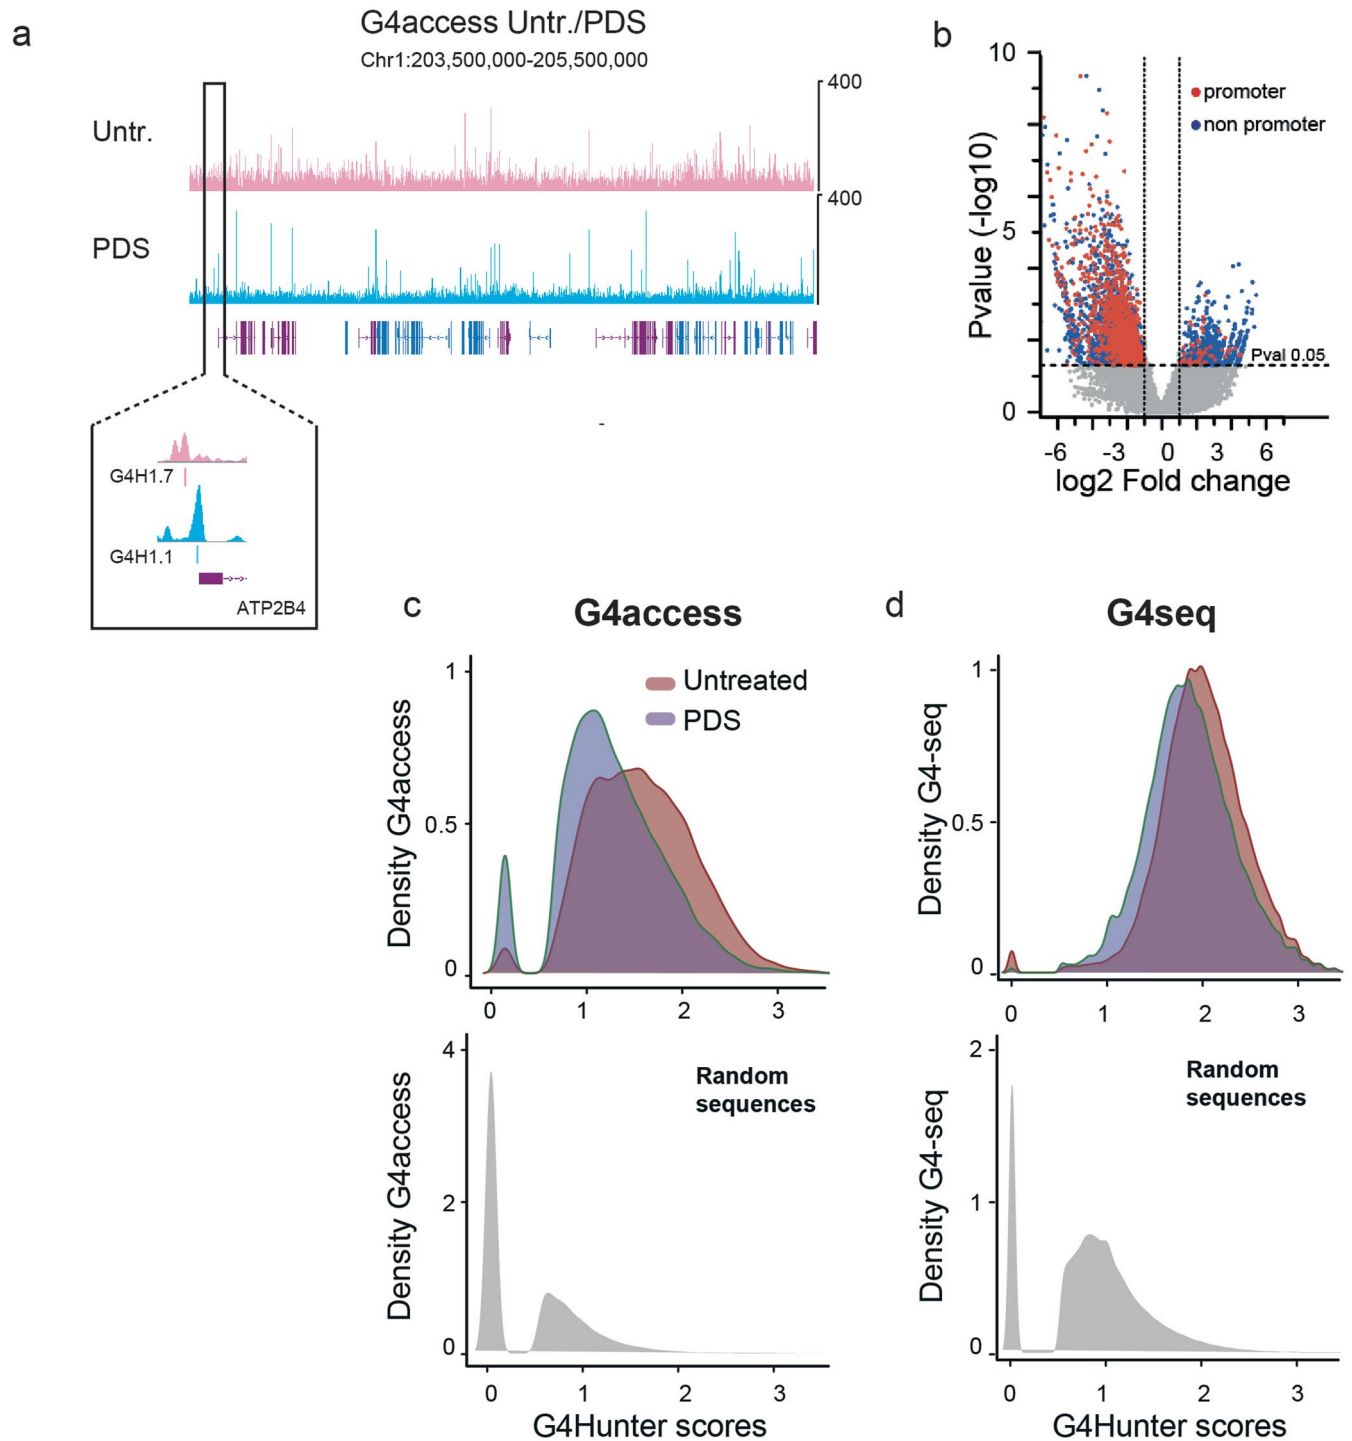 a
G4access Untr./PDS
Chr1:203,500,000-205,500,000
400
Untr.
400
PDS
G4H1.7
G4H1.1
ATP2B4
b
10
promoter
non promoter
Pvalue (-log10)
5
Pval 0.05
0
-6 -3 0 3 6
log2 Fold change
c
G4access
1
Untreated
PDS
Density G4access
0.5
0
0 1 2 3
4
Random
sequences
Density G4access
2
0
0 1 2 3
G4Hunter scores
d
G4seq
1
Density G4-seq
0.5
0
0 1 2 3
2
Random
sequences
Density G4-seq
1
0
0 1 2 3
G4Hunter scores